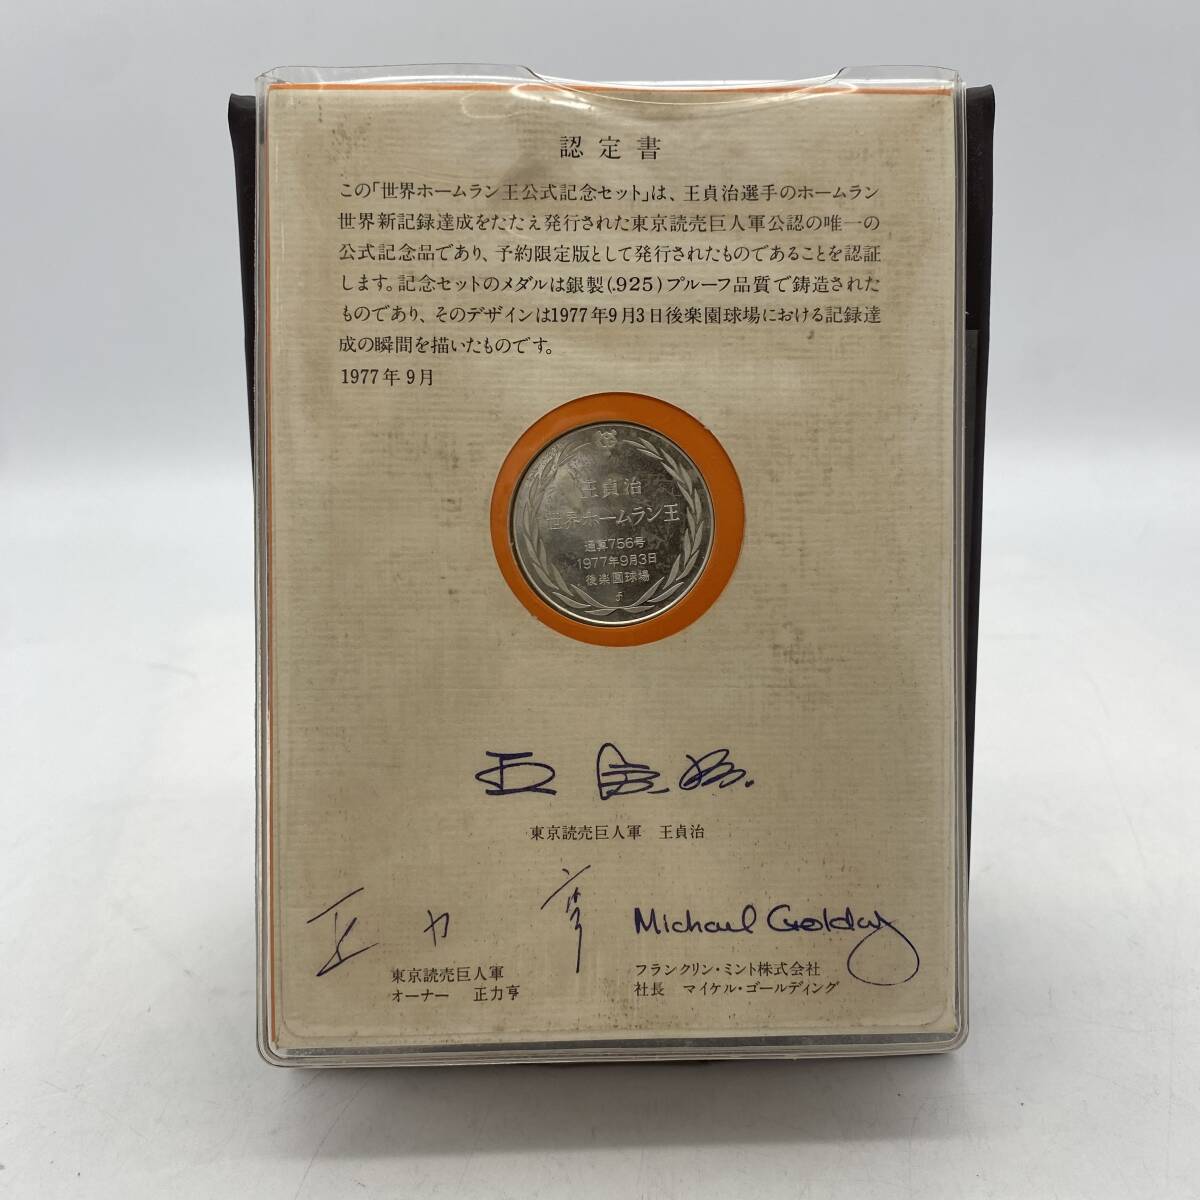 認定書
この「世界ホームラン王公式記念セット」は、王貞治選手のホームラン
世界新記録達成をたたえ発行された東京読売巨人軍公認の唯一の
公式記念品であり、予約限定版として発行されたものであることを認証
します。記念セットのメダルは銀製(.925)プルーフ品質で鋳造された
ものであり、そのデザインは1977年9月3日後楽園球場における記録達
成の瞬間を描いたものです。
1977年9月
王貞治
世界ホームラン王
通算756号
1977年9月3日
後楽園球場
王貞治
東京読売巨人軍 王貞治
正力亨
東京読売巨人軍
オーナー 正力亨
Michael Golding
フランクリン・ミント株式会社
社長 マイケル・ゴールディング